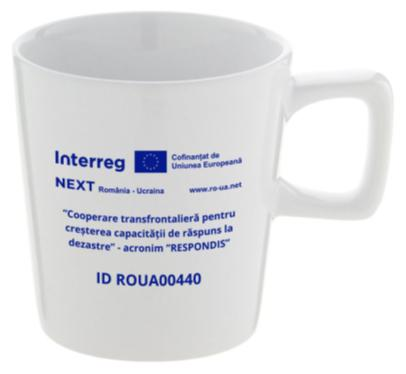 Interreg
Cofinanțat de
Uniunea Europeană
NEXT România - Ucraina
www.ro-ua.net
“Cooperare transfrontalieră pentru
creșterea capacității de răspuns la
dezastre” - acronim “RESPONDIS”
ID ROUA00440